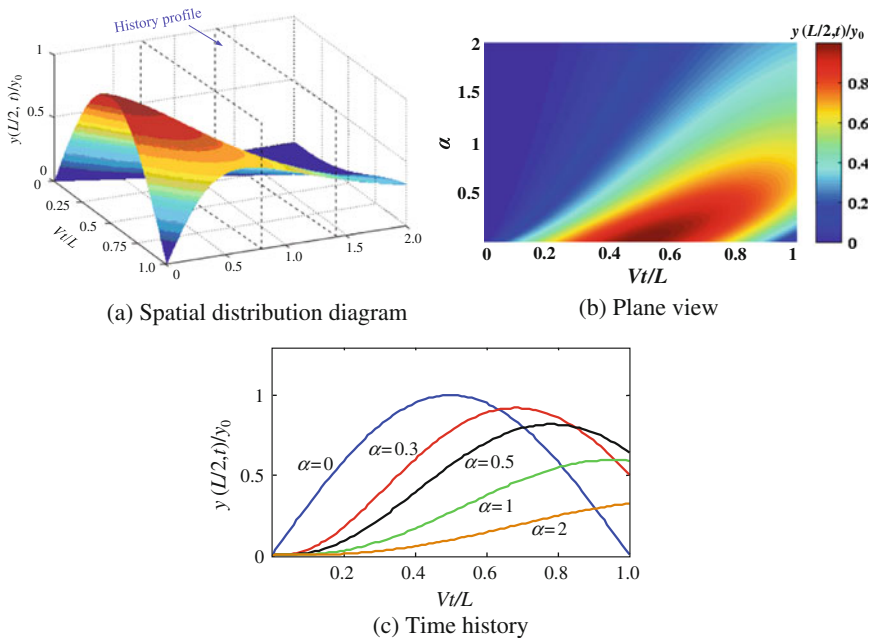 History profile
y(L/2, t)/y₀
1
0.5
0
0
0.25
0.50
0.75
1.0
Vt/L
0
0.5
1.0
1.5
2.0
(a) Spatial distribution diagram
y (L/2,t)/y₀
2
1.5
1
0.5
α
0
0.2
0.4
0.6
0.8
1
Vt/L
1
0.8
0.6
0.4
0.2
0
(b) Plane view
y (L/2,t)/y₀
1
0.5
0
α=0
α=0.3
α=0.5
α=1
α=2
0.2
0.4
0.6
0.8
1.0
Vt/L
(c) Time history